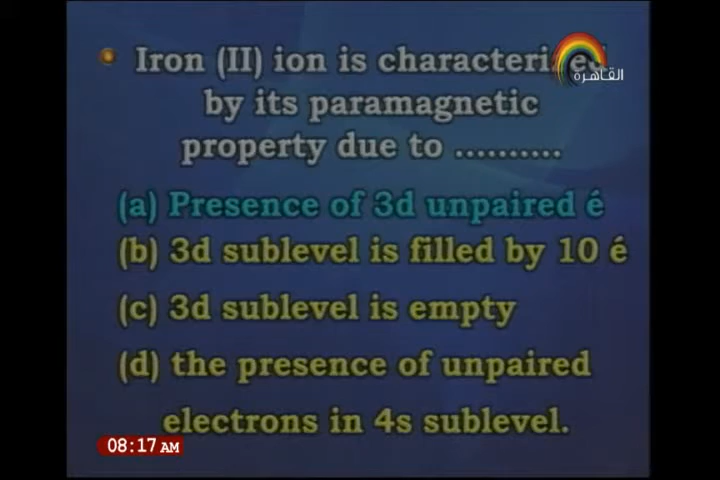 القاهرة
Iron (II) ion is characterized
by its paramagnetic
property due to ..........
(a) Presence of 3d unpaired é
(b) 3d sublevel is filled by 10 é
(c) 3d sublevel is empty
(d) the presence of unpaired
electrons in 4s sublevel.
08:17 AM